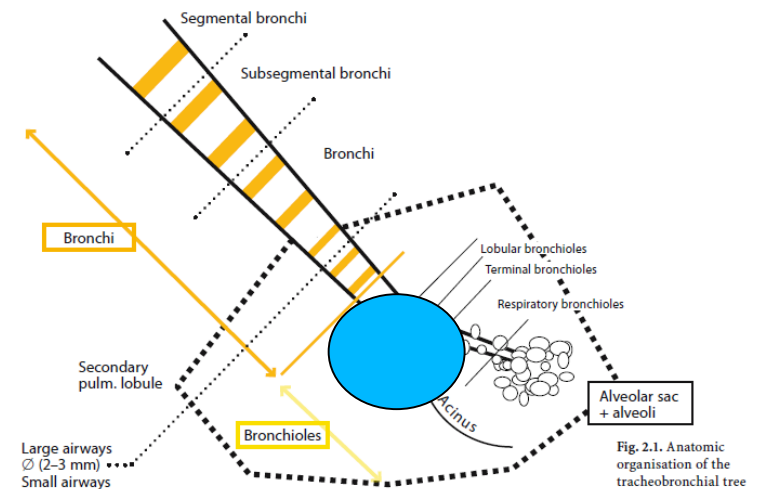 Segmental bronchi
Subsegmental bronchi
Bronchi
Bronchi
Lobular bronchioles
Terminal bronchioles
Respiratory bronchioles
Secondary
pulm. lobule
Acinus
Alveolar sac
+ alveoli
Bronchioles
Large airways
∅ (2–3 mm)
Small airways
Fig. 2.1. Anatomic
organisation of the
tracheobronchial tree